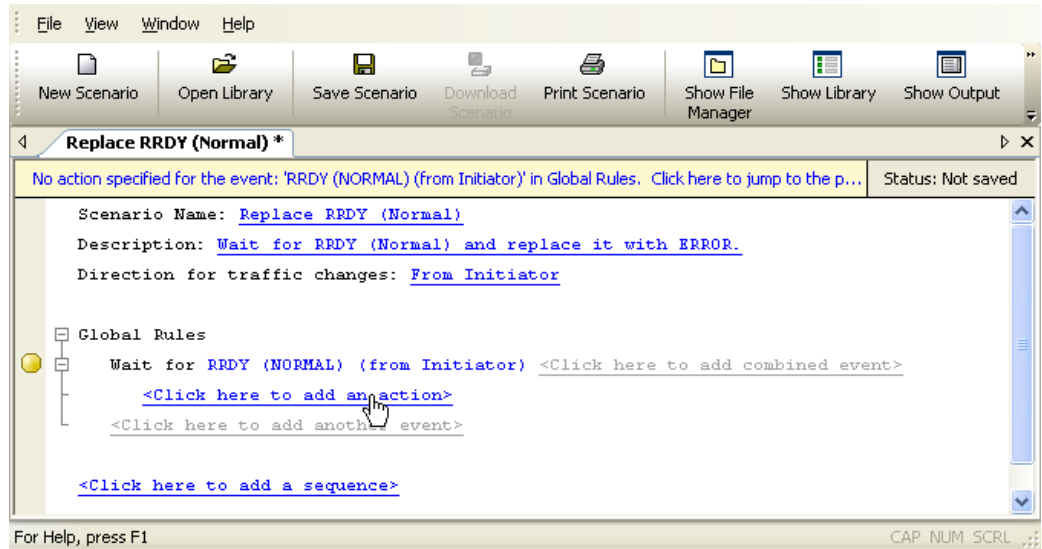 File View Window Help
New Scenario Open Library Save Scenario Download Scenario Print Scenario Show File Manager Show Library Show Output
Replace RRDY (Normal) *
No action specified for the event: 'RRDY (NORMAL) (from Initiator)' in Global Rules. Click here to jump to the p... Status: Not saved
Scenario Name: Replace RRDY (Normal)
Description: Wait for RRDY (Normal) and replace it with ERROR.
Direction for traffic changes: From Initiator
Global Rules
Wait for RRDY (NORMAL) (from Initiator) <Click here to add combined event>
<Click here to add an action>
<Click here to add another event>
<Click here to add a sequence>
For Help, press F1 CAP NUM SCRL